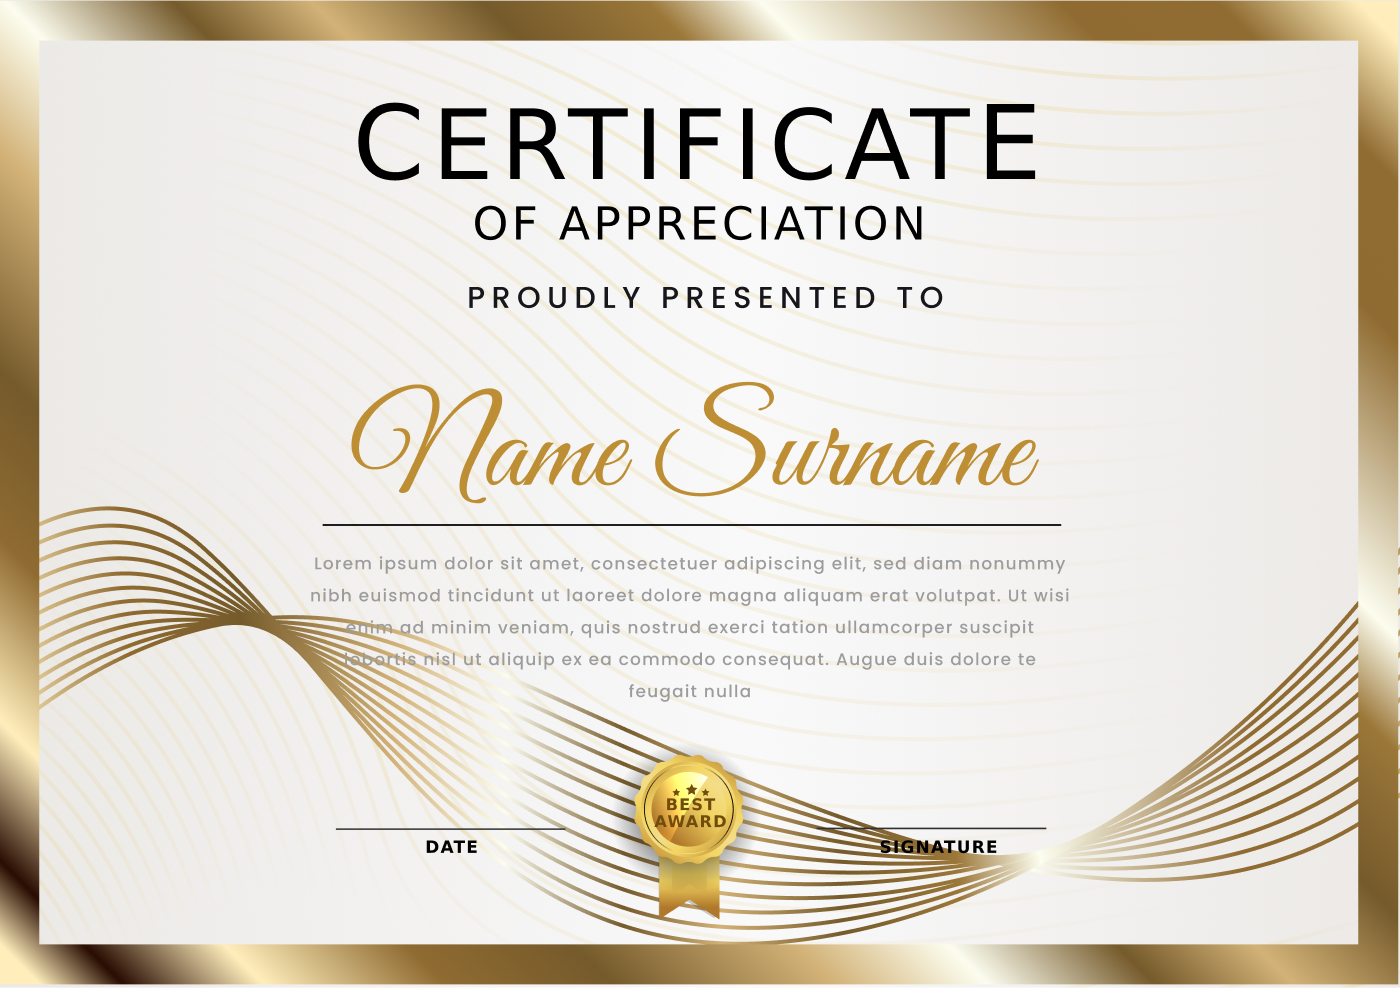 CERTIFICATE
OF APPRECIATION
PROUDLY PRESENTED TO
Name Surname
Lorem ipsum dolor sit amet, consectetuer adipiscing elit, sed diam nonummy
nibh euismod tincidunt ut laoreet dolore magna aliquam erat volutpat. Ut wisi
enim ad minim veniam, quis nostrud exerci tation ullamcorper suscipit
lobortis nisl ut aliquip ex ea commodo consequat. Augue duis dolore te
feugait nulla
BEST
AWARD
DATE
SIGNATURE